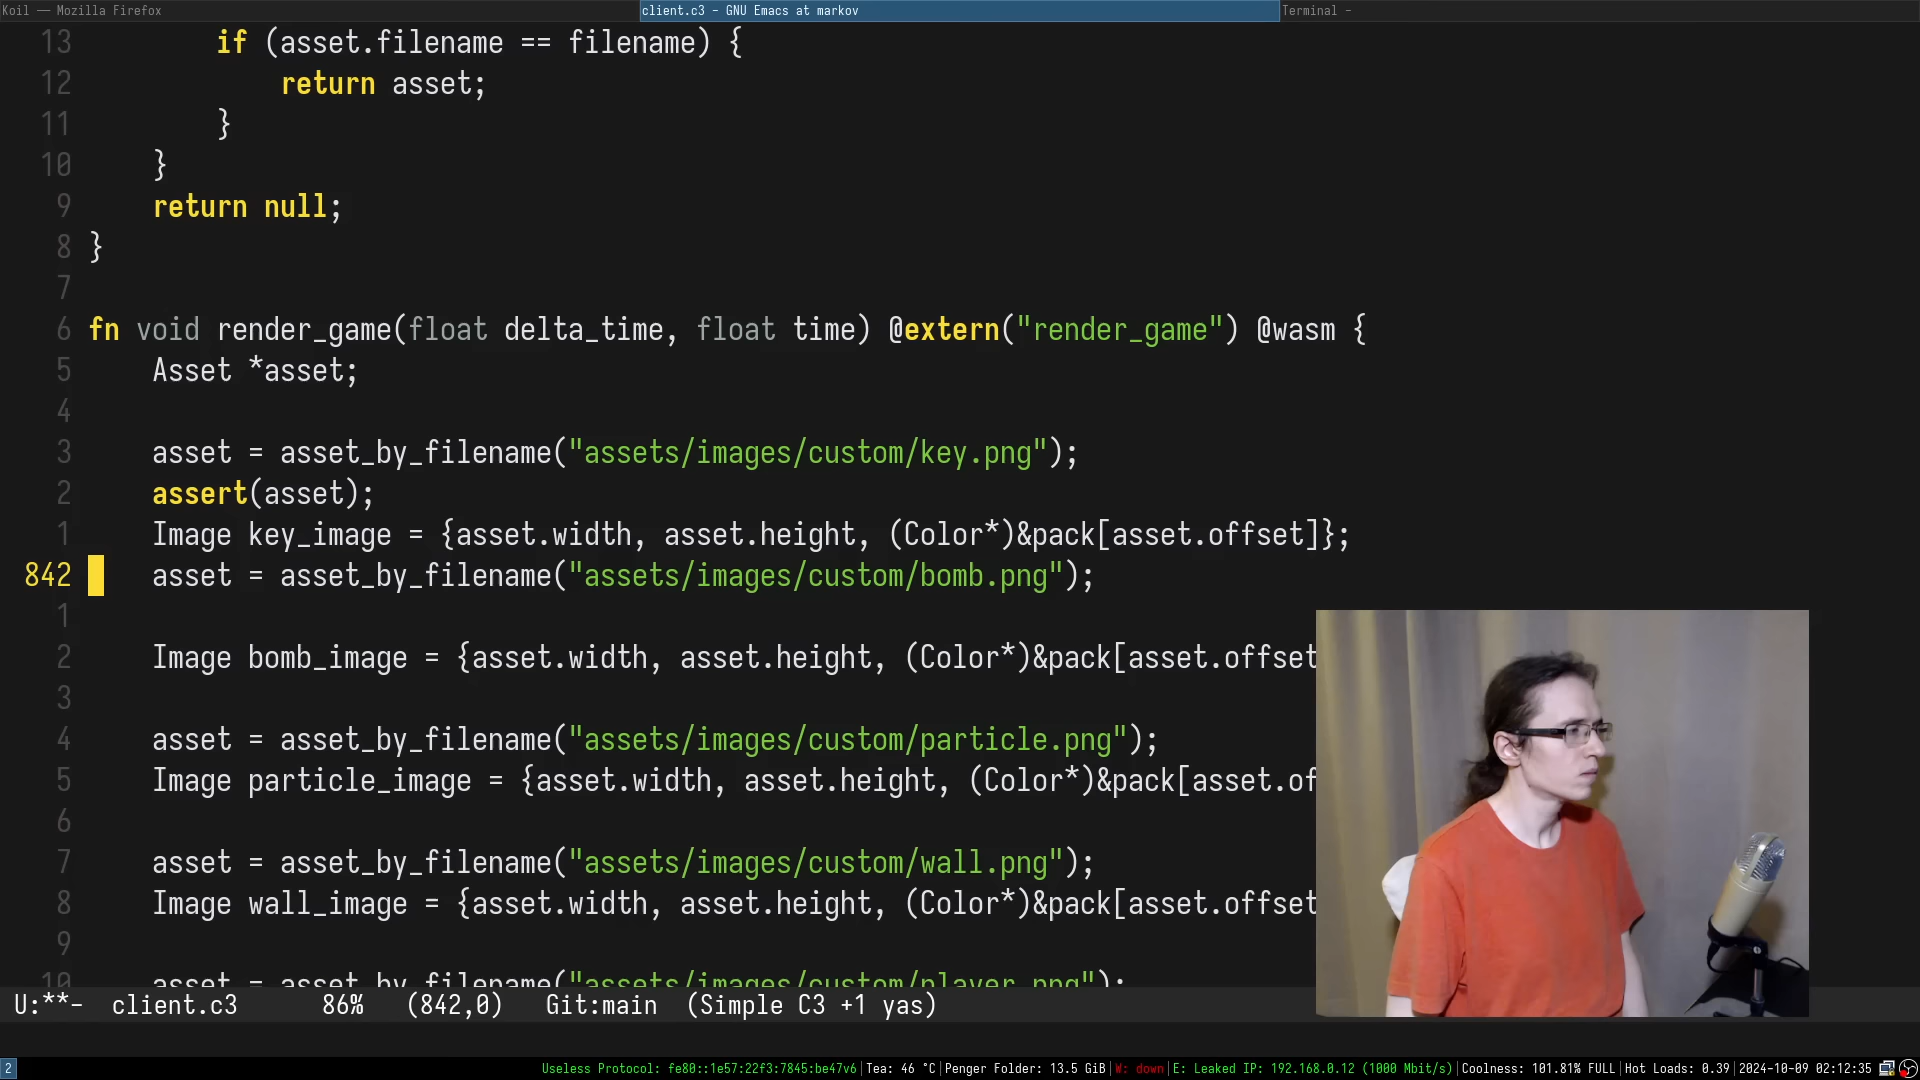 Koil — Mozilla Firefox
client.c3 - GNU Emacs at markov
Terminal -
13 if (asset.filename == filename) {
12 return asset;
11 }
10 }
9 return null;
8 }
7
6 fn void render_game(float delta_time, float time) @extern("render_game") @wasm {
5 Asset *asset;
4
3 asset = asset_by_filename("assets/images/custom/key.png");
2 assert(asset);
1 Image key_image = {asset.width, asset.height, (Color*)&pack[asset.offset]};
842 asset = asset_by_filename("assets/images/custom/bomb.png");
1
2 Image bomb_image = {asset.width, asset.height, (Color*)&pack[asset.offset
3
4 asset = asset_by_filename("assets/images/custom/particle.png");
5 Image particle_image = {asset.width, asset.height, (Color*)&pack[asset.of
6
7 asset = asset_by_filename("assets/images/custom/wall.png");
8 Image wall_image = {asset.width, asset.height, (Color*)&pack[asset.offset
9
10 asset = asset_by_filename("assets/images/custom/player.png");
U:**- client.c3 86% (842,0) Git:main (Simple C3 +1 yas)
2 Useless Protocol: fe80::1e57:22f3:7845:be47v6|Tea: 46 °C|Penger Folder: 13.5 GiB|W: down|E: Leaked IP: 192.168.0.12 (1000 Mbit/s)|Coolness: 101.81% FULL|Hot Loads: 0.39|2024-10-09 02:12:35